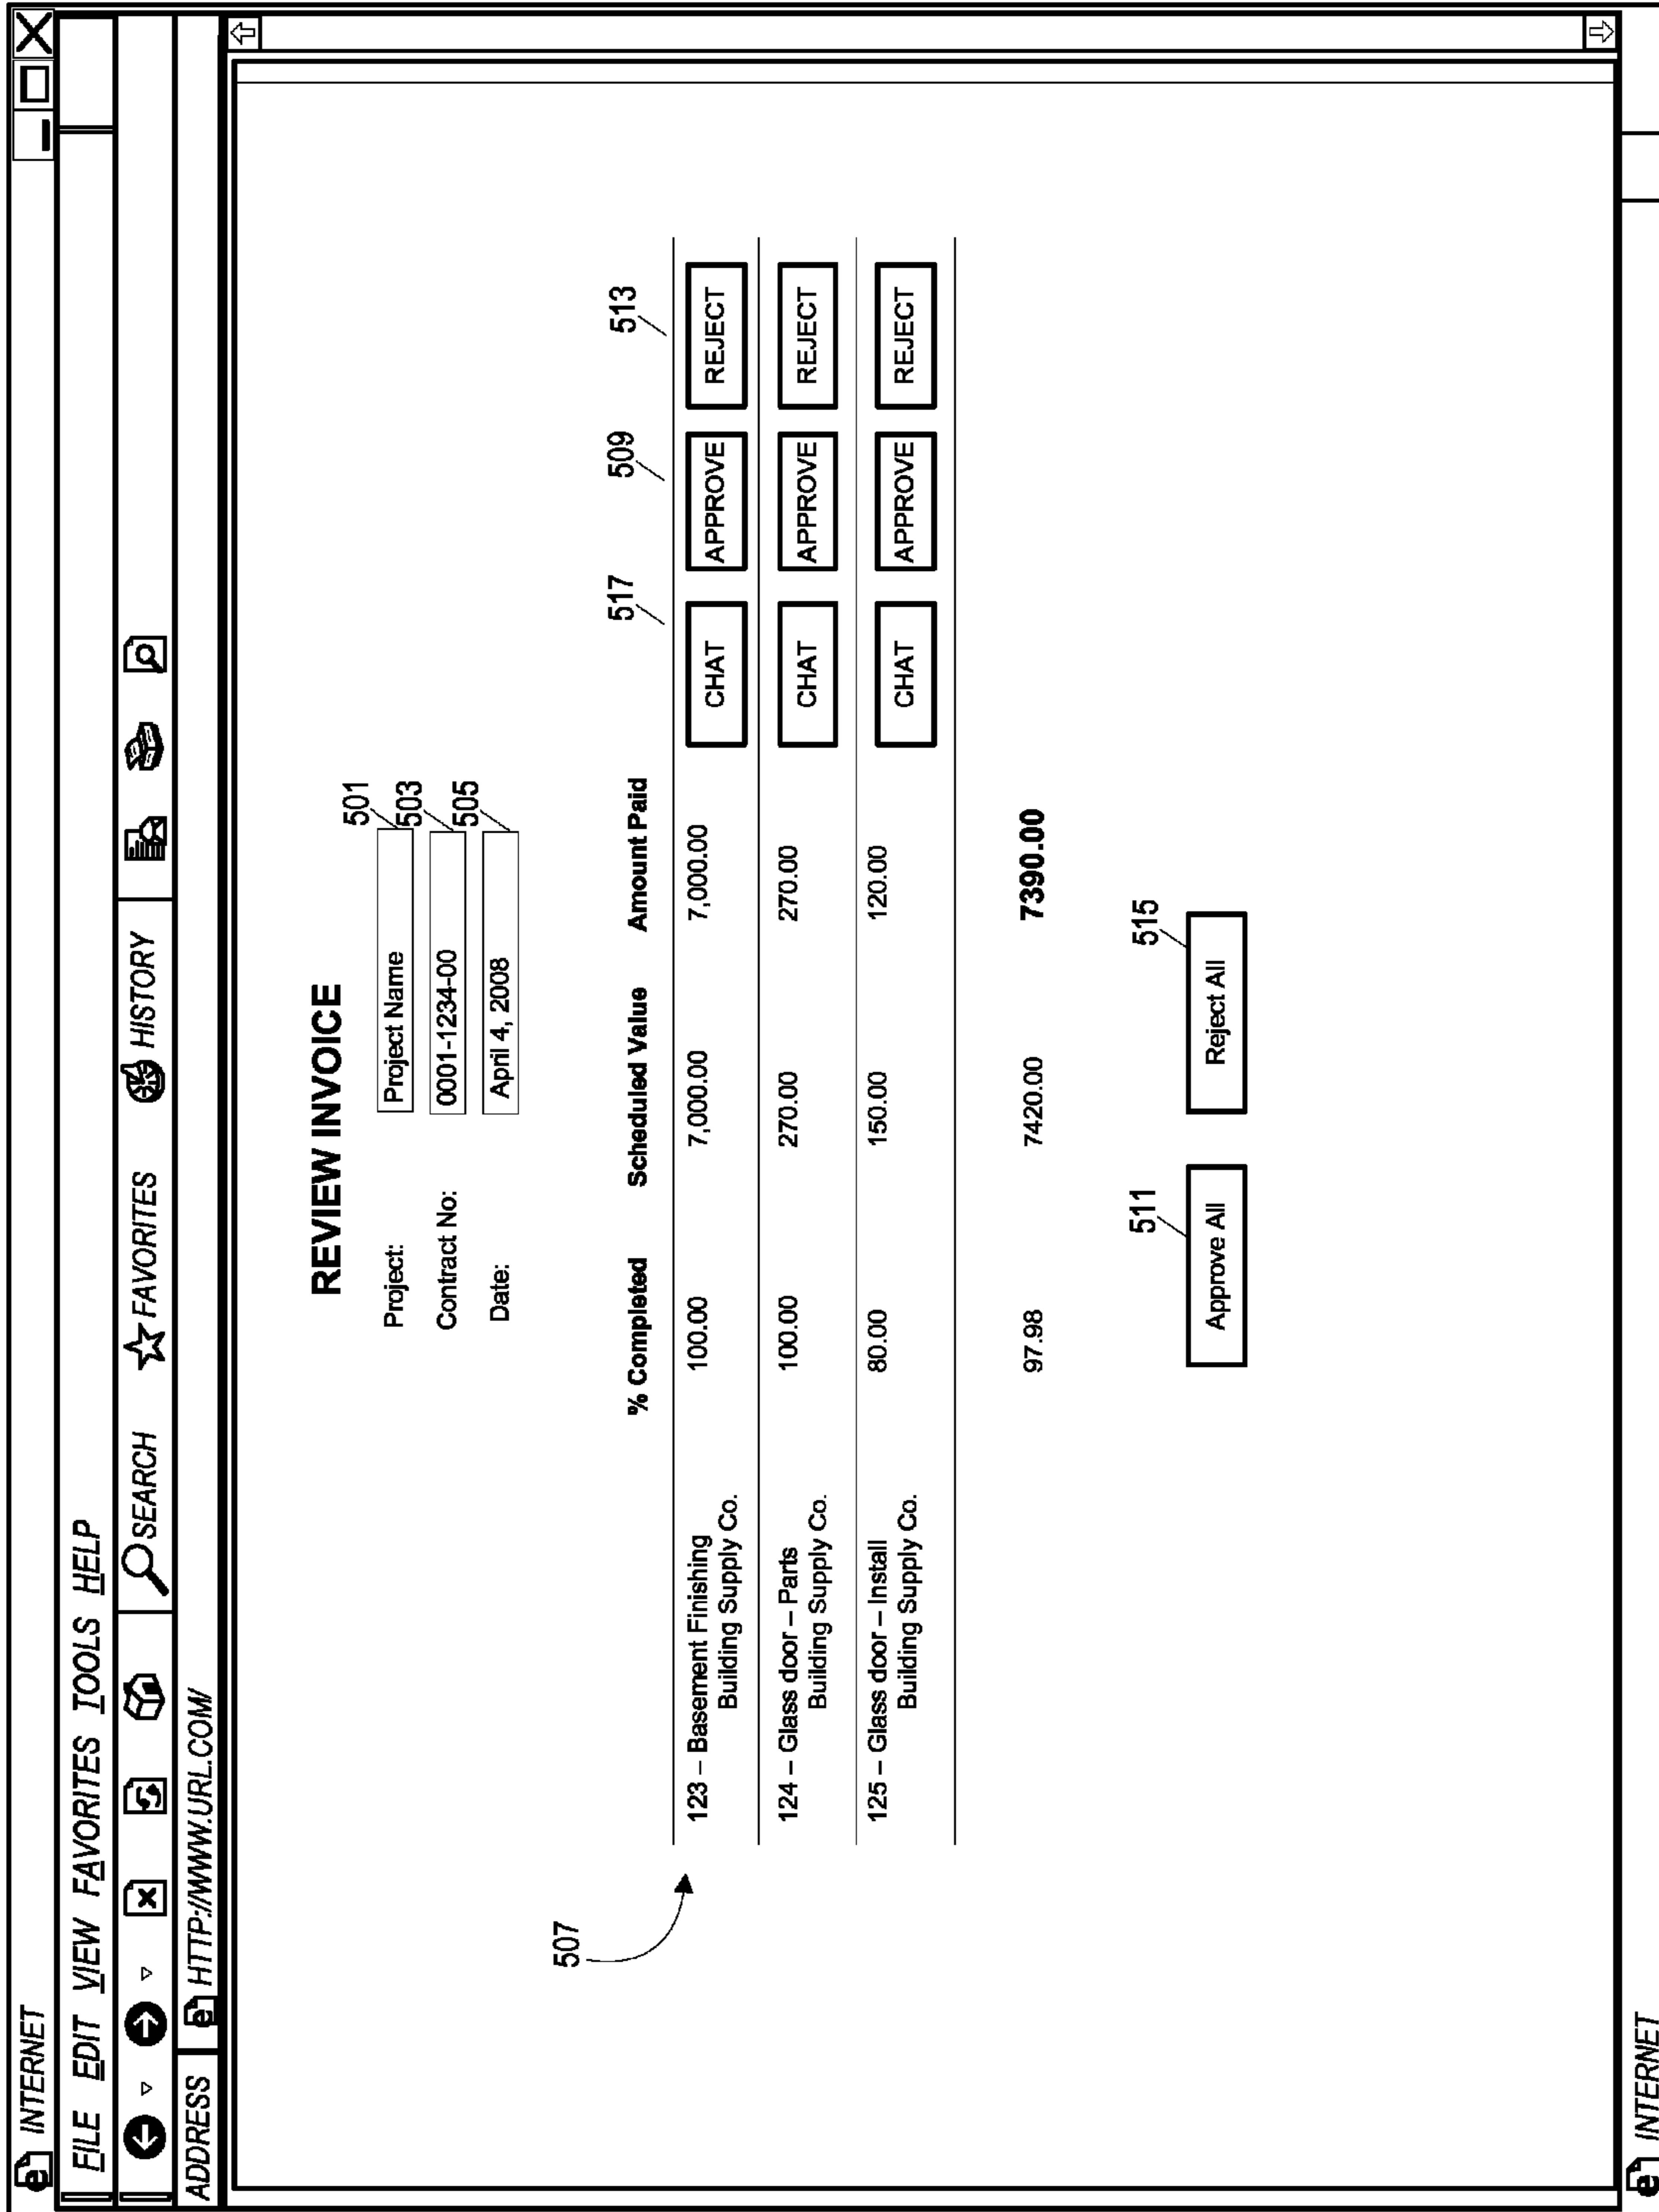 INTERNET
FILE EDIT VIEW FAVORITES TOOLS HELP
SEARCH FAVORITES HISTORY
ADDRESS HTTP://WWW.URL.COM/
REVIEW INVOICE
501
Project: Project Name
503
Contract No: 0001-1234-00
505
Date: April 4, 2008
507
517 509 513
% Completed Scheduled Value Amount Paid
123 – Basement Finishing 100.00 7,000.00 7,000.00 CHAT APPROVE REJECT
Building Supply Co.
124 – Glass door – Parts 100.00 270.00 270.00 CHAT APPROVE REJECT
Building Supply Co.
125 – Glass door – Install 80.00 150.00 120.00 CHAT APPROVE REJECT
Building Supply Co.
97.98 7420.00 7390.00
511 515
Approve All Reject All
INTERNET